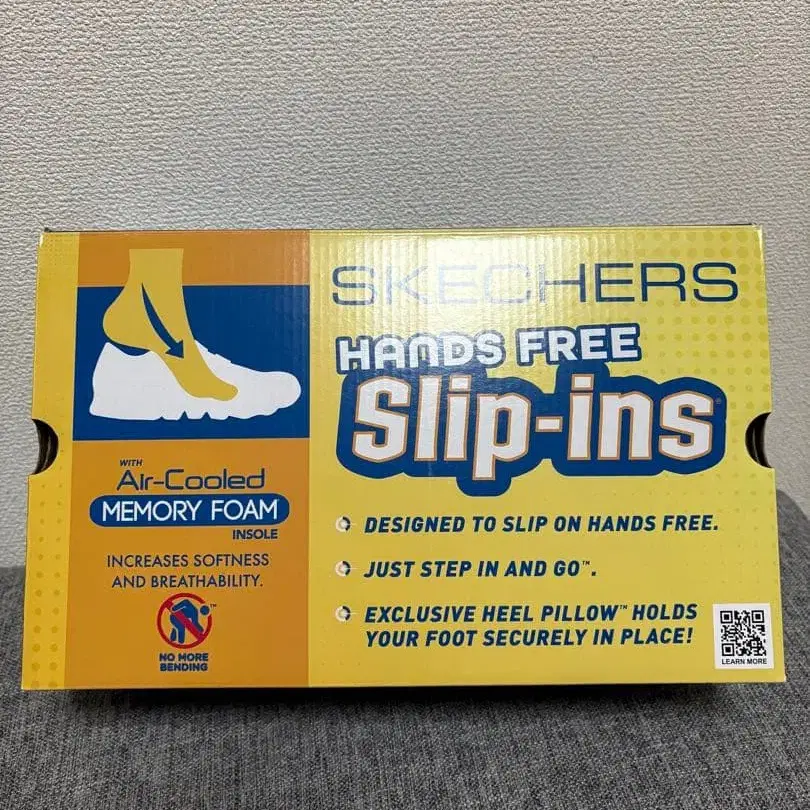 SKECHERS
HANDS FREE
Slip-ins®
DESIGNED TO SLIP ON HANDS FREE.
JUST STEP IN AND GO™.
EXCLUSIVE HEEL PILLOW™ HOLDS
YOUR FOOT SECURELY IN PLACE!
LEARN MORE
WITH
Air-Cooled
MEMORY FOAM
INSOLE
INCREASES SOFTNESS
AND BREATHABILITY.
™
NO MORE
BENDING